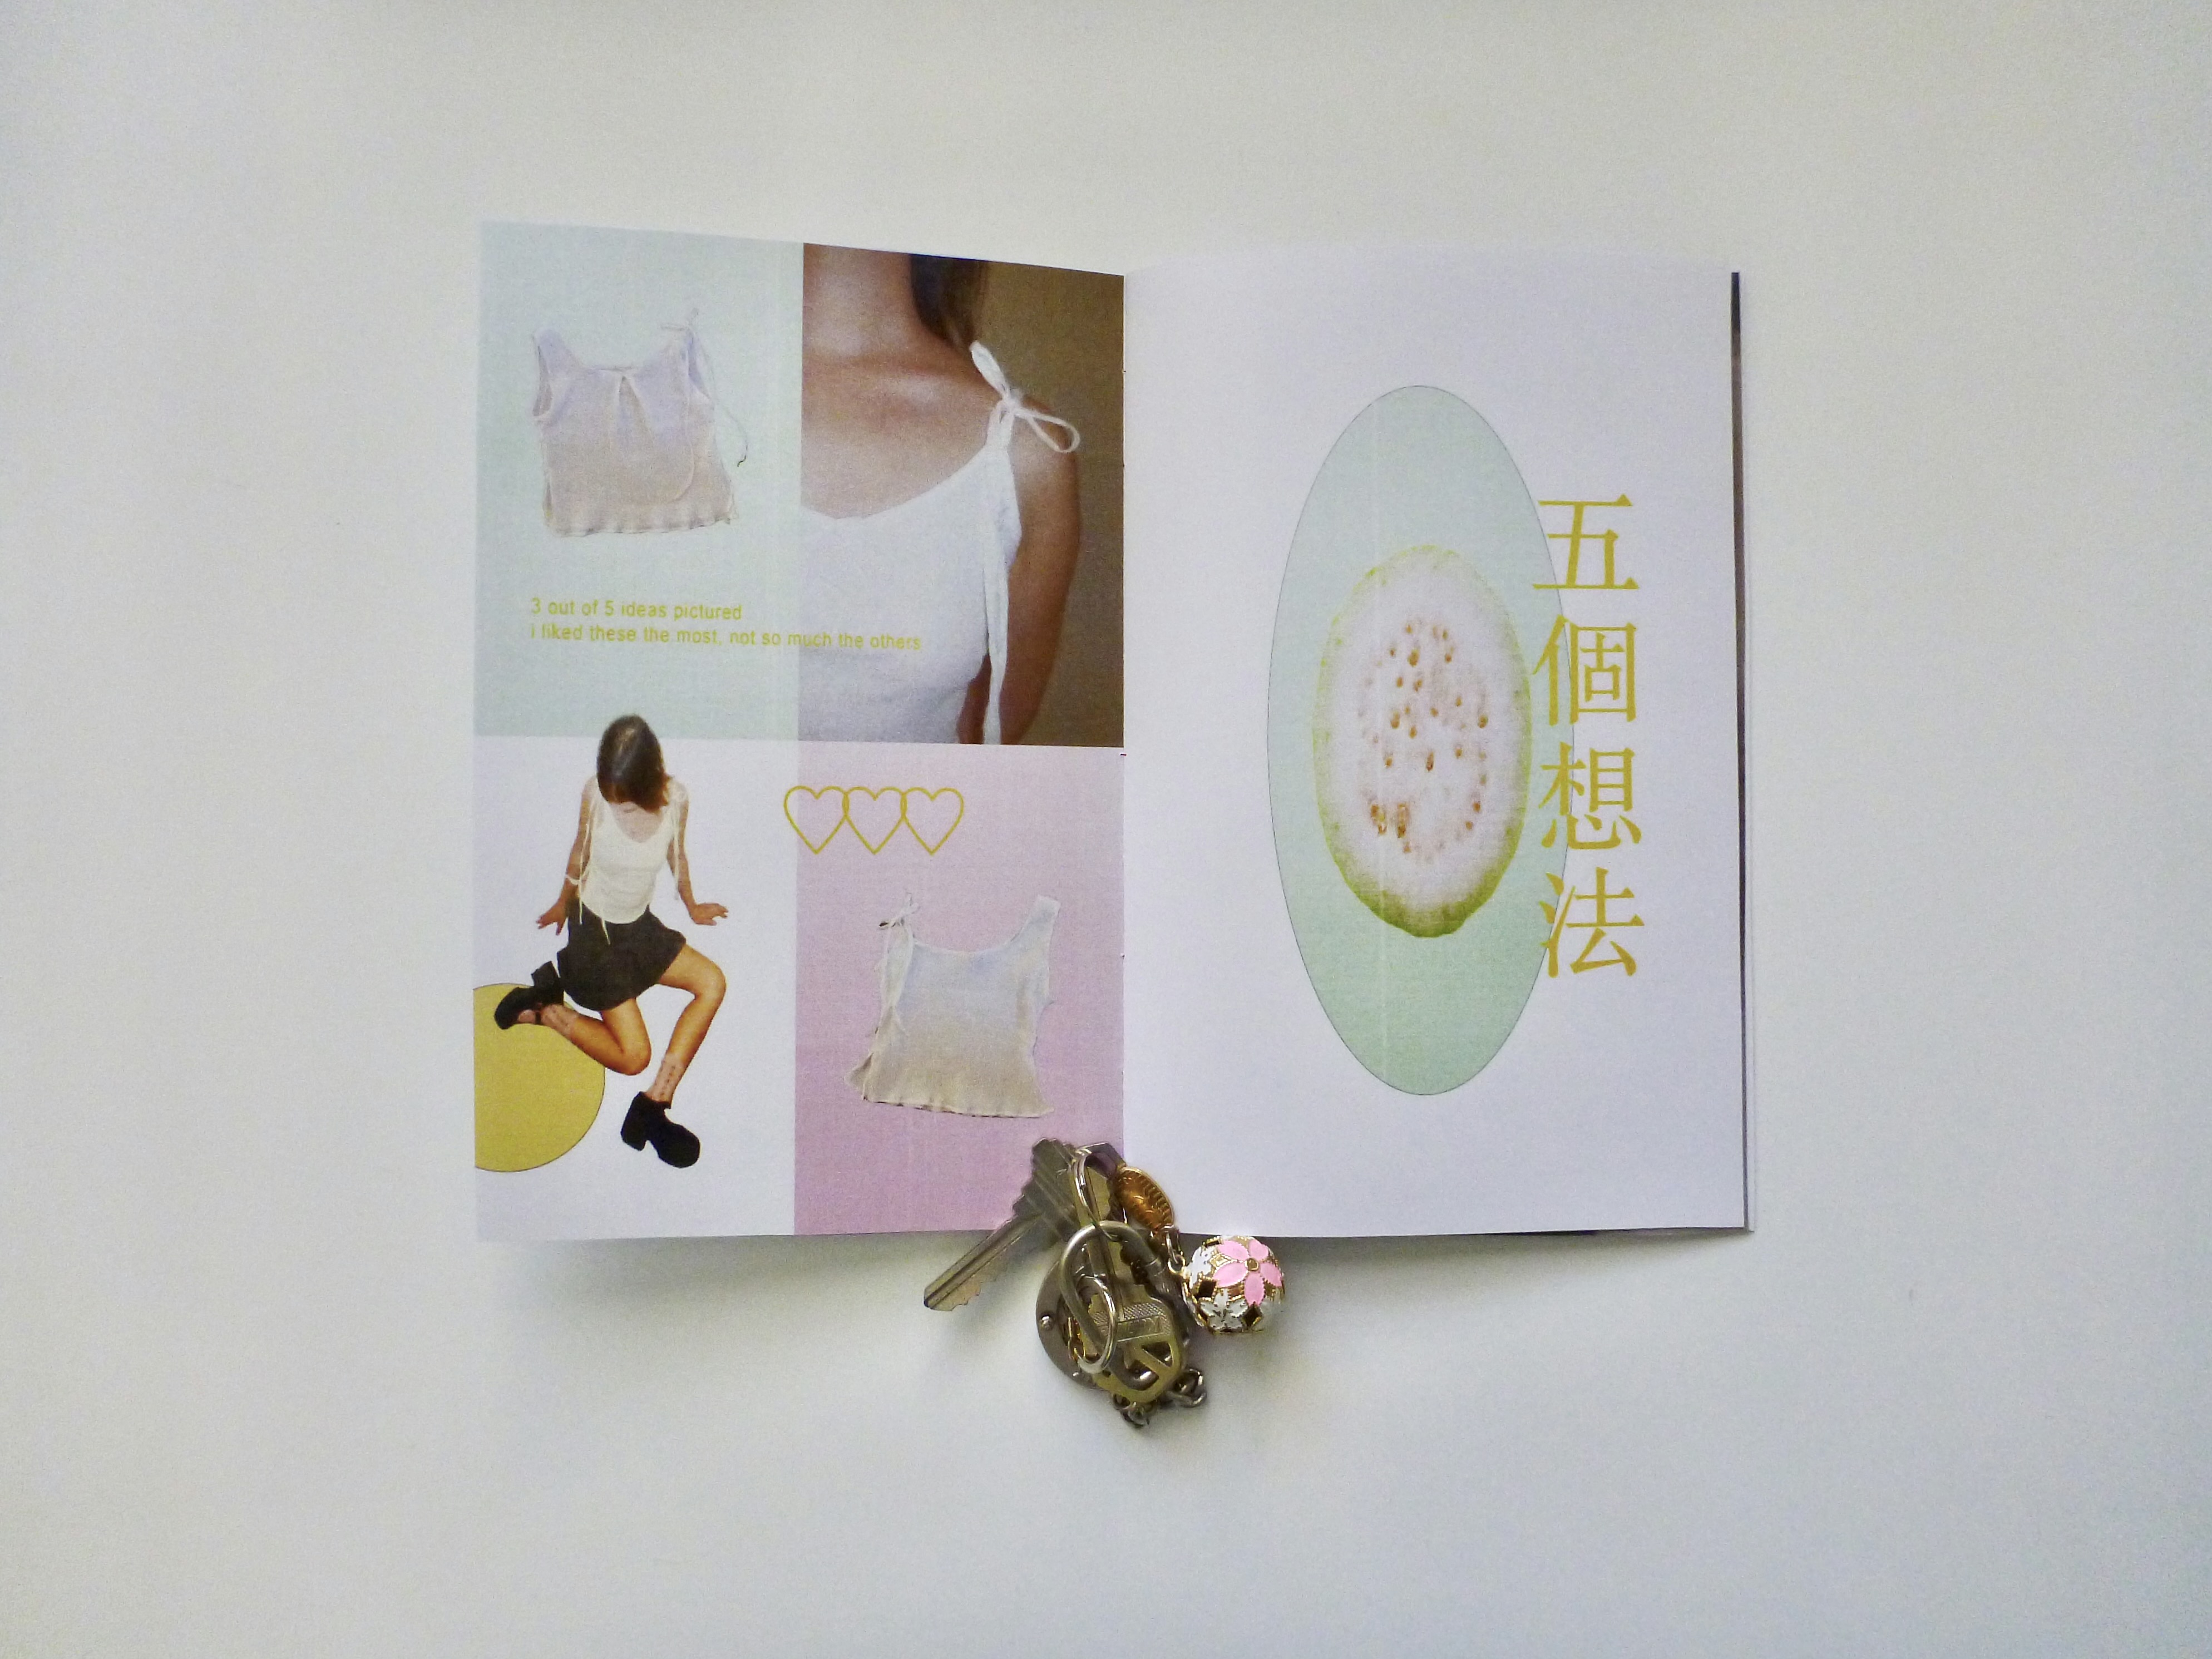 3 out of 5 ideas pictured
i liked these the most, not so much the others
五個想法